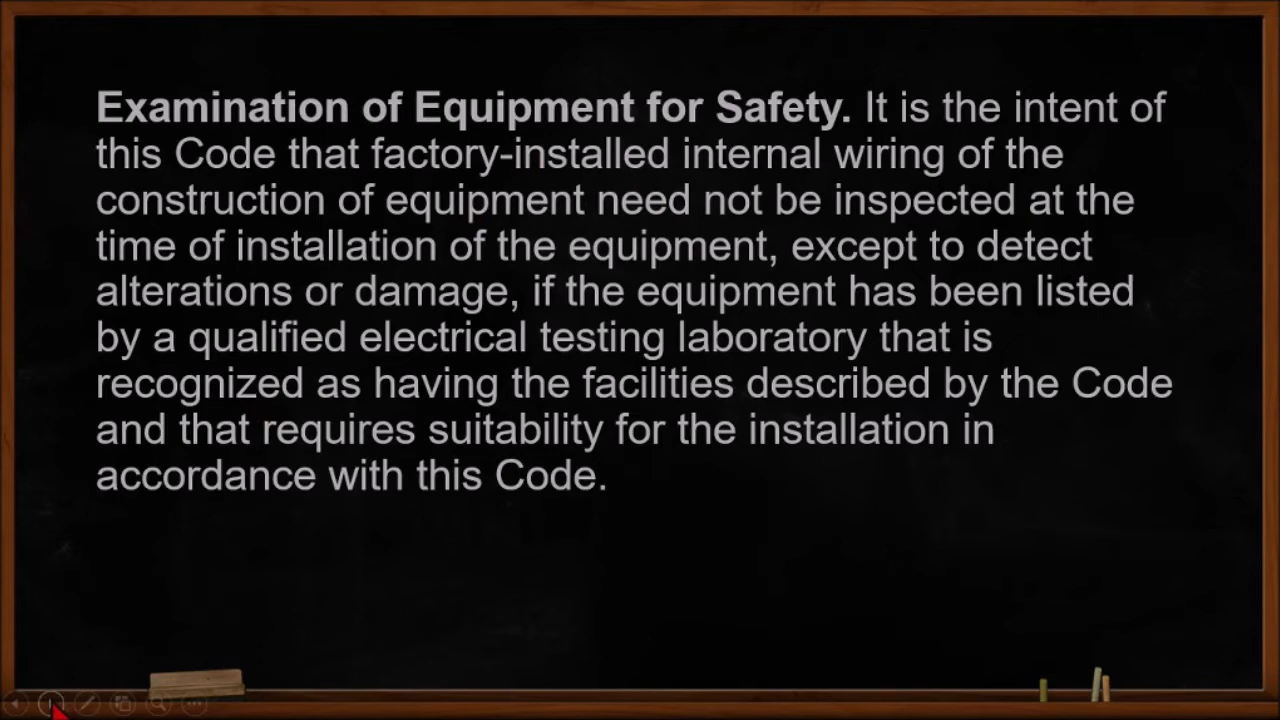 Examination of Equipment for Safety. It is the intent of
this Code that factory-installed internal wiring of the
construction of equipment need not be inspected at the
time of installation of the equipment, except to detect
alterations or damage, if the equipment has been listed
by a qualified electrical testing laboratory that is
recognized as having the facilities described by the Code
and that requires suitability for the installation in
accordance with this Code.